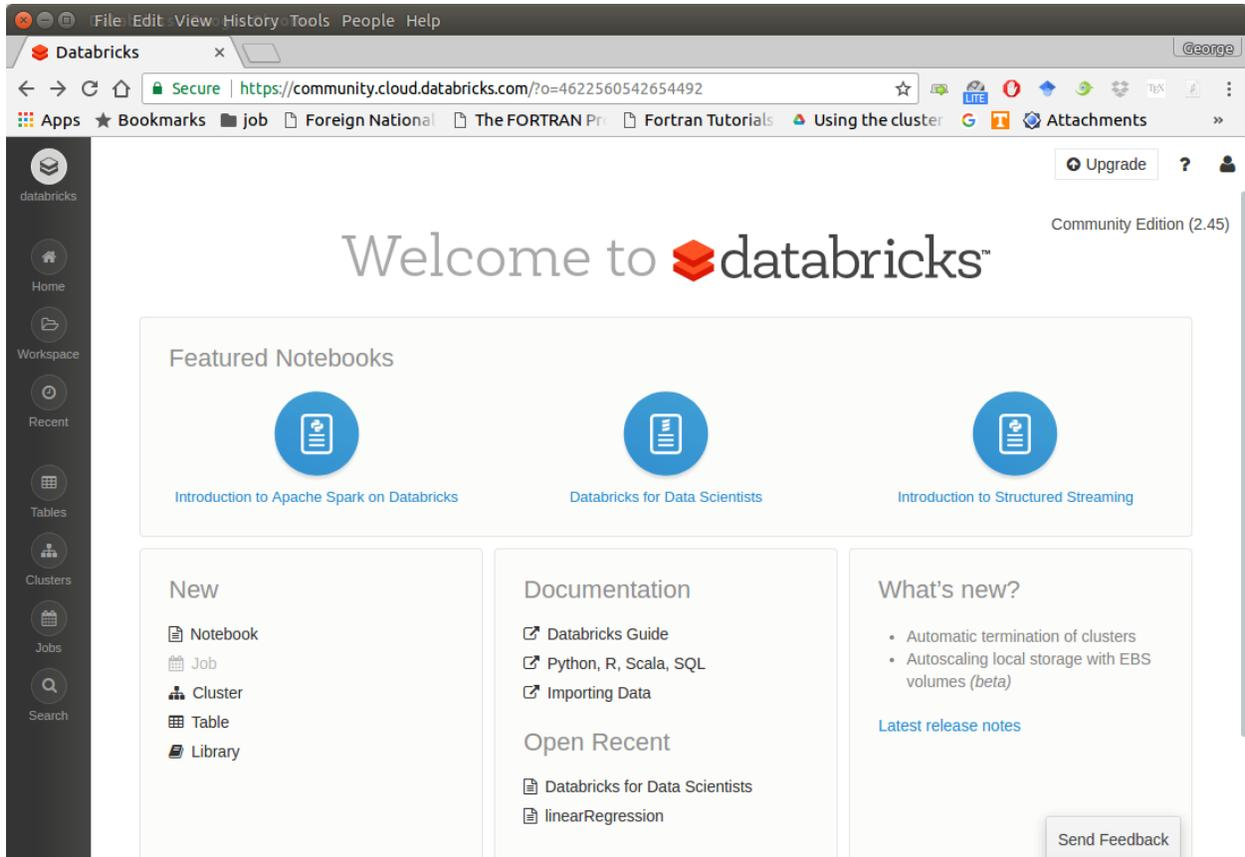 File Edit View History Tools People Help
Databricks
George
Secure https://community.cloud.databricks.com/?o=4622560542654492
LITE
TEX
Apps Bookmarks job Foreign National The FORTRAN Pr Fortran Tutorials Using the cluster G T Attachments »
databricks
Home
Workspace
Recent
Tables
Clusters
Jobs
Search
Upgrade ?
Community Edition (2.45)
Welcome to databricks™
Featured Notebooks
Introduction to Apache Spark on Databricks
Databricks for Data Scientists
Introduction to Structured Streaming
New
Notebook
Job
Cluster
Table
Library
Documentation
Databricks Guide
Python, R, Scala, SQL
Importing Data
Open Recent
Databricks for Data Scientists
linearRegression
What's new?
• Automatic termination of clusters
• Autoscaling local storage with EBS
volumes (beta)
Latest release notes
Send Feedback